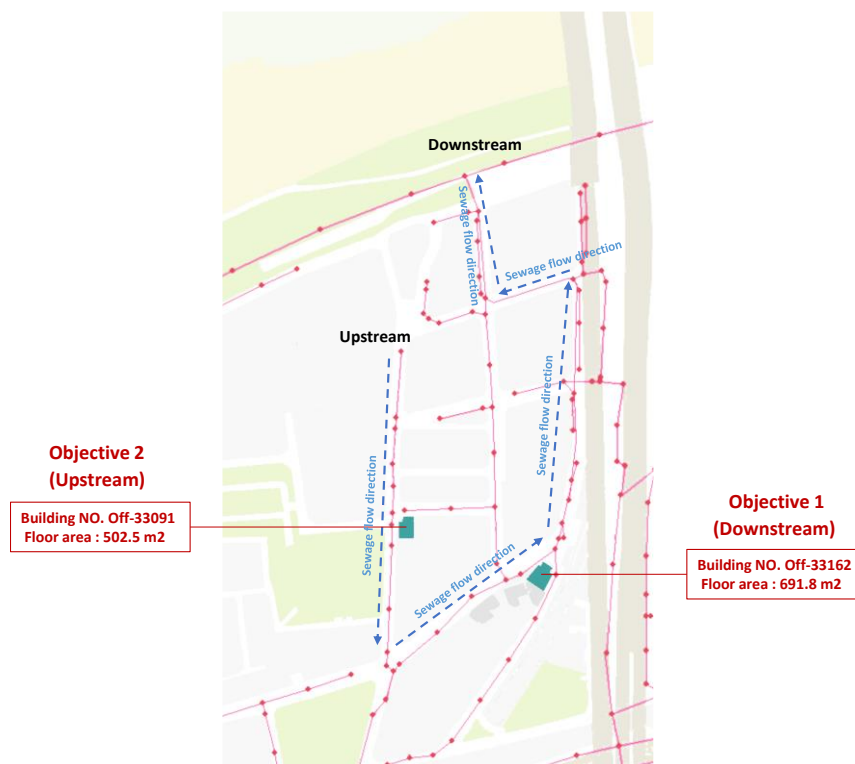 Downstream
Sewage flow direction
Sewage flow direction
Upstream
Sewage flow direction
Sewage flow direction
Sewage flow direction
Objective 2
(Upstream)
Building NO. Off-33091
Floor area : 502.5 m2
Objective 1
(Downstream)
Building NO. Off-33162
Floor area : 691.8 m2